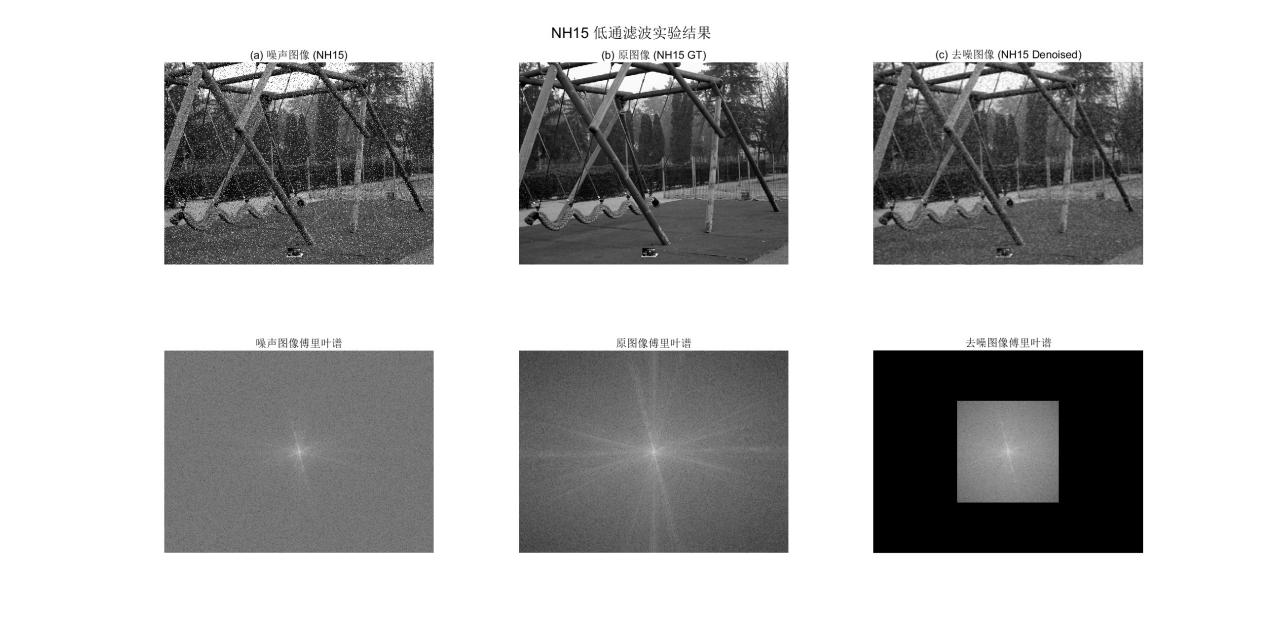 NH15 低通滤波实验结果
(a) 噪声图像 (NH15)
(b) 原图像 (NH15 GT)
(c) 去噪图像 (NH15 Denoised)
噪声图像傅里叶谱
原图像傅里叶谱
去噪图像傅里叶谱